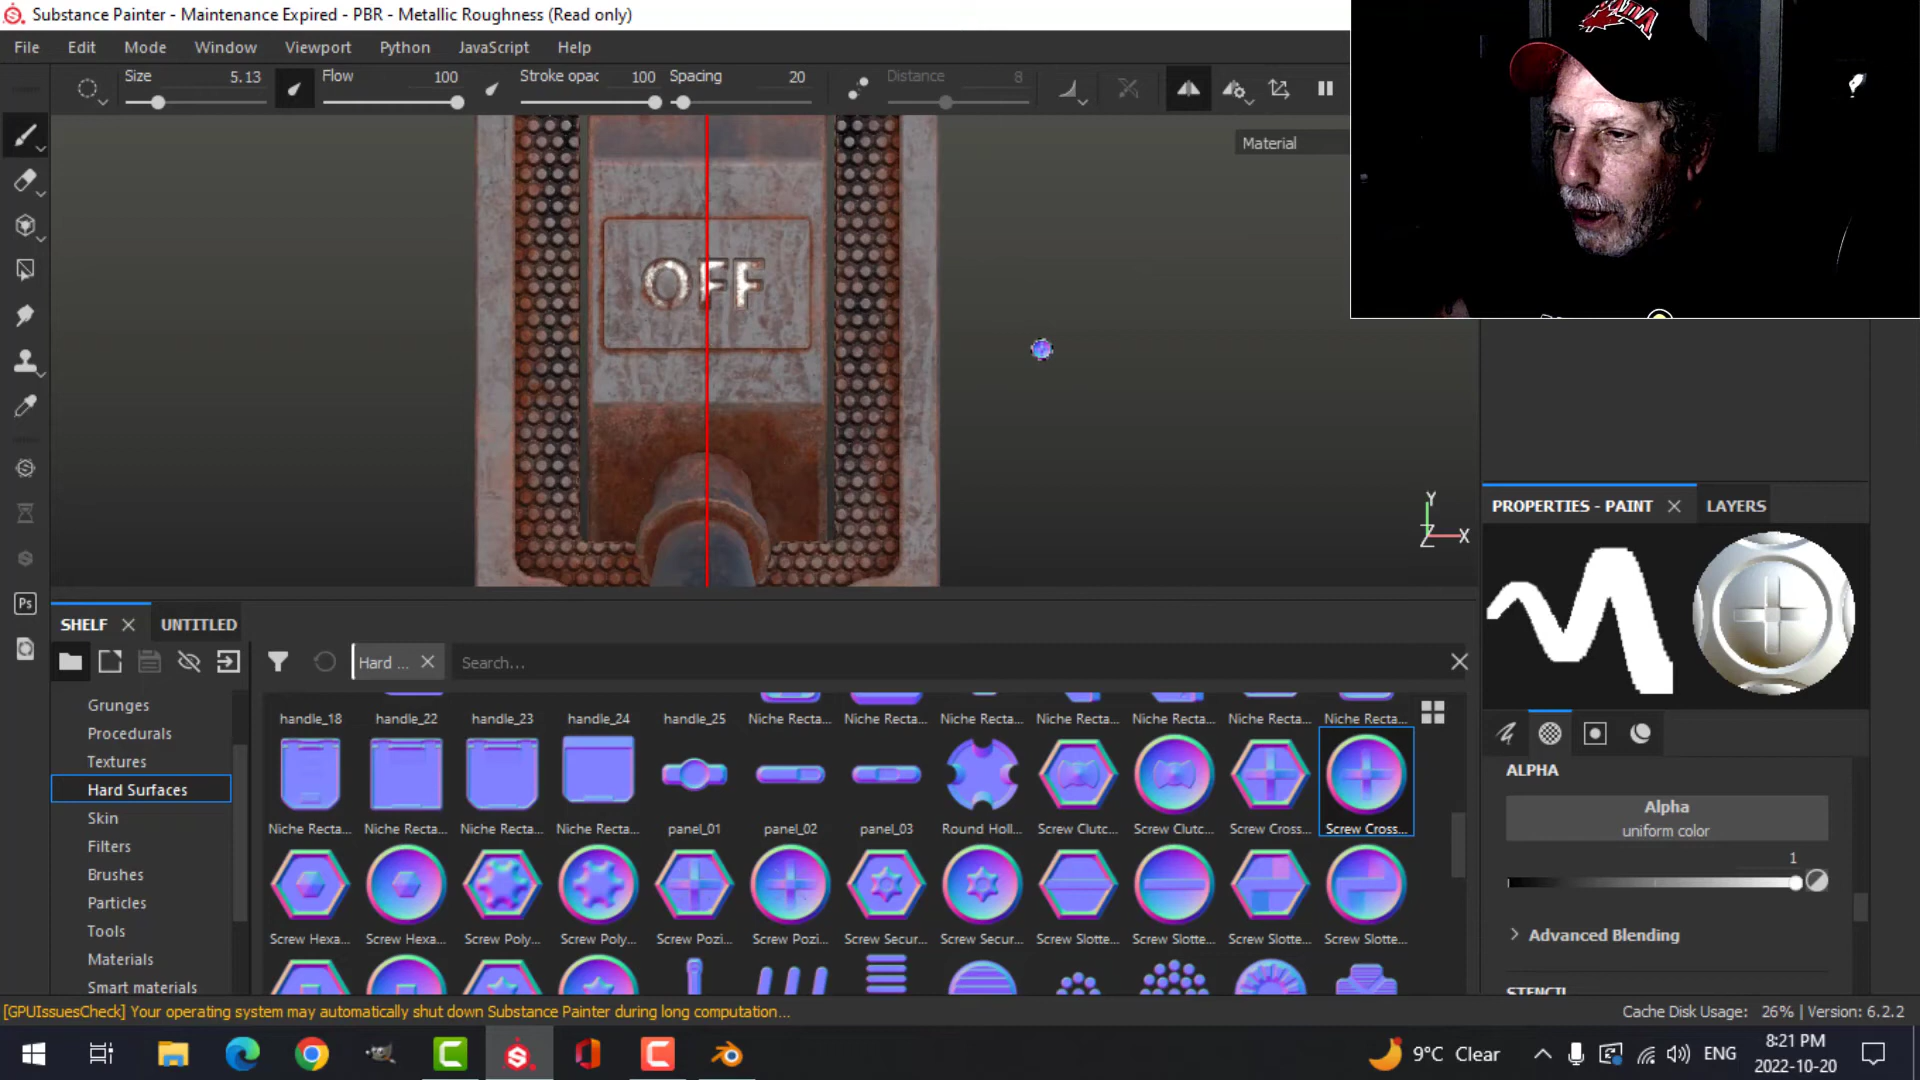 Substance Painter - Maintenance Expired - PBR - Metallic Roughness (Read only)
File Edit Mode Window Viewport Python JavaScript Help
Size 5.13 Flow 100 Stroke opac 100 Spacing 20 Distance 8
Material
OFF
Y
Z X
PROPERTIES - PAINT LAYERS
SHELF UNTITLED
Ps
Hard ... Search...
Grunges
Procedurals
Textures
Hard Surfaces
Skin
Filters
Brushes
Particles
Tools
Materials
Smart materials
handle_18 handle_22 handle_23 handle_24 handle_25 Niche Recta... Niche Recta... Niche Recta... Niche Recta... Niche Recta... Niche Recta... Niche Recta...
Niche Recta... Niche Recta... Niche Recta... Niche Recta... panel_01 panel_02 panel_03 Round Holl... Screw Clutc... Screw Clutc... Screw Cross... Screw Cross...
Screw Hexa... Screw Hexa... Screw Poly... Screw Poly... Screw Pozi... Screw Pozi... Screw Secur... Screw Secur... Screw Slotte... Screw Slotte... Screw Slotte... Screw Slotte...
ALPHA
Alpha
uniform color
1
Advanced Blending
STENCIL
[GPUIssuesCheck] Your operating system may automatically shut down Substance Painter during long computation...
Cache Disk Usage: 26% | Version: 6.2.2
9°C Clear
ENG
8:21 PM
2022-10-20